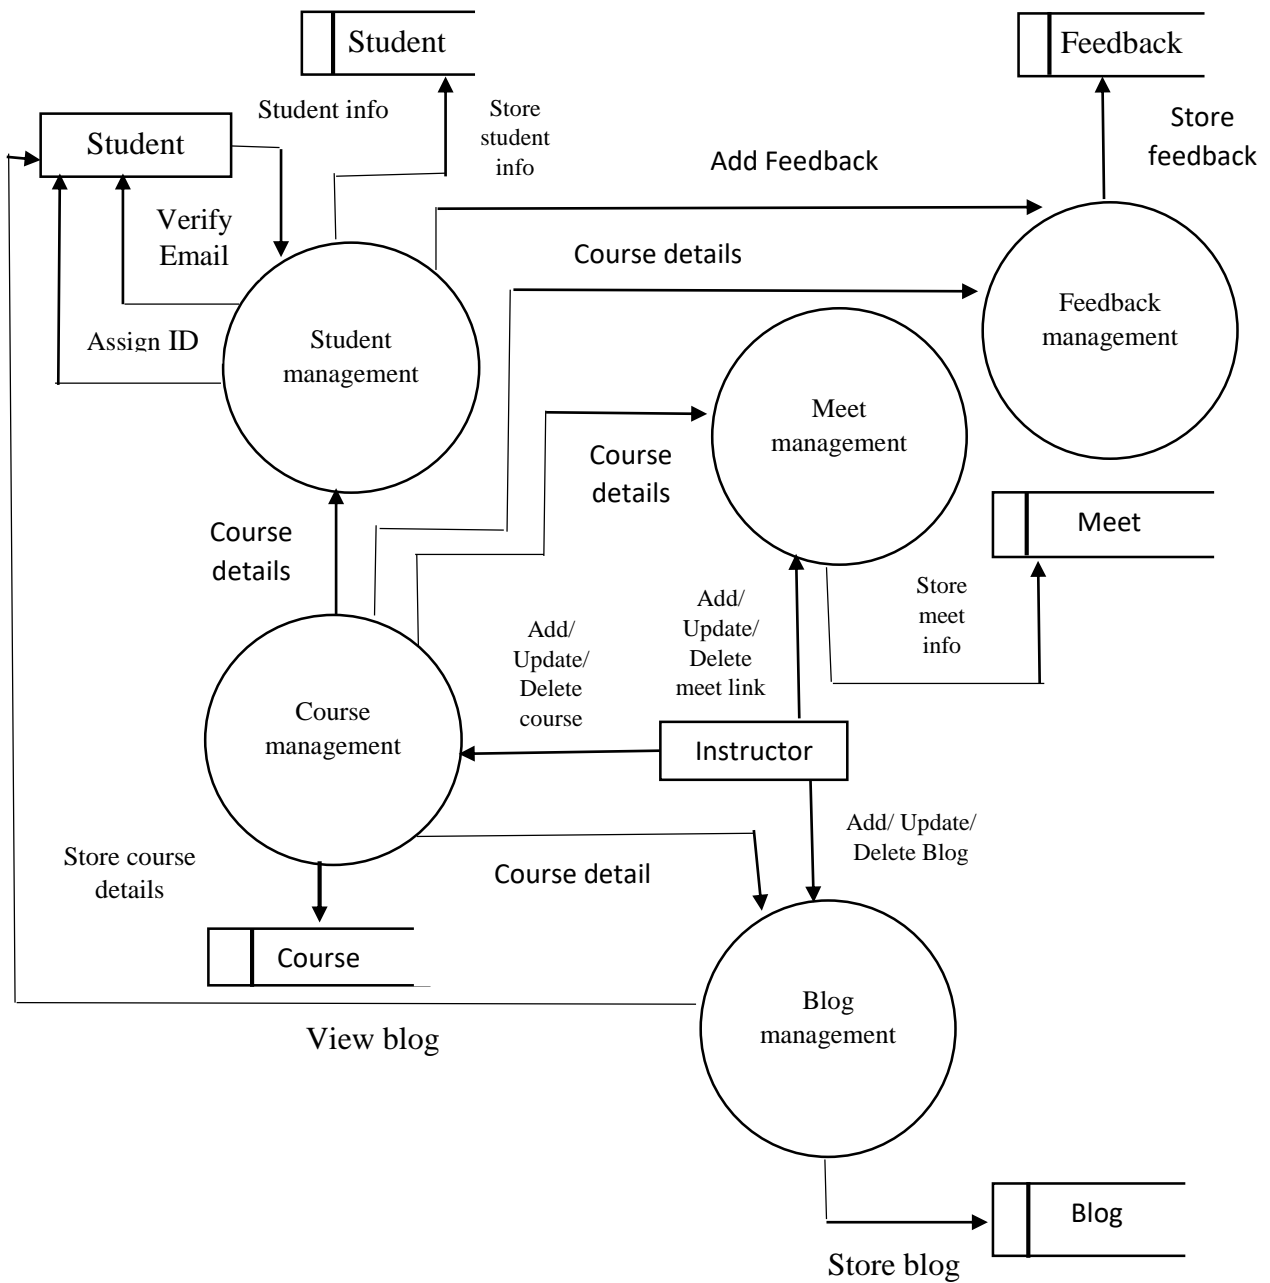 Student
Feedback
Student info
Store
student
info
Store
feedback
Student
Add Feedback
Verify
Email
Course details
Assign ID
Student
management
Feedback
management
Meet
management
Course
details
Course
details
Meet
Store
meet
info
Add/
Update/
Delete
course
Add/
Update/
Delete
meet link
Course
management
Instructor
Add/ Update/
Delete Blog
Store course
details
Course detail
Course
Blog
management
View blog
Blog
Store blog